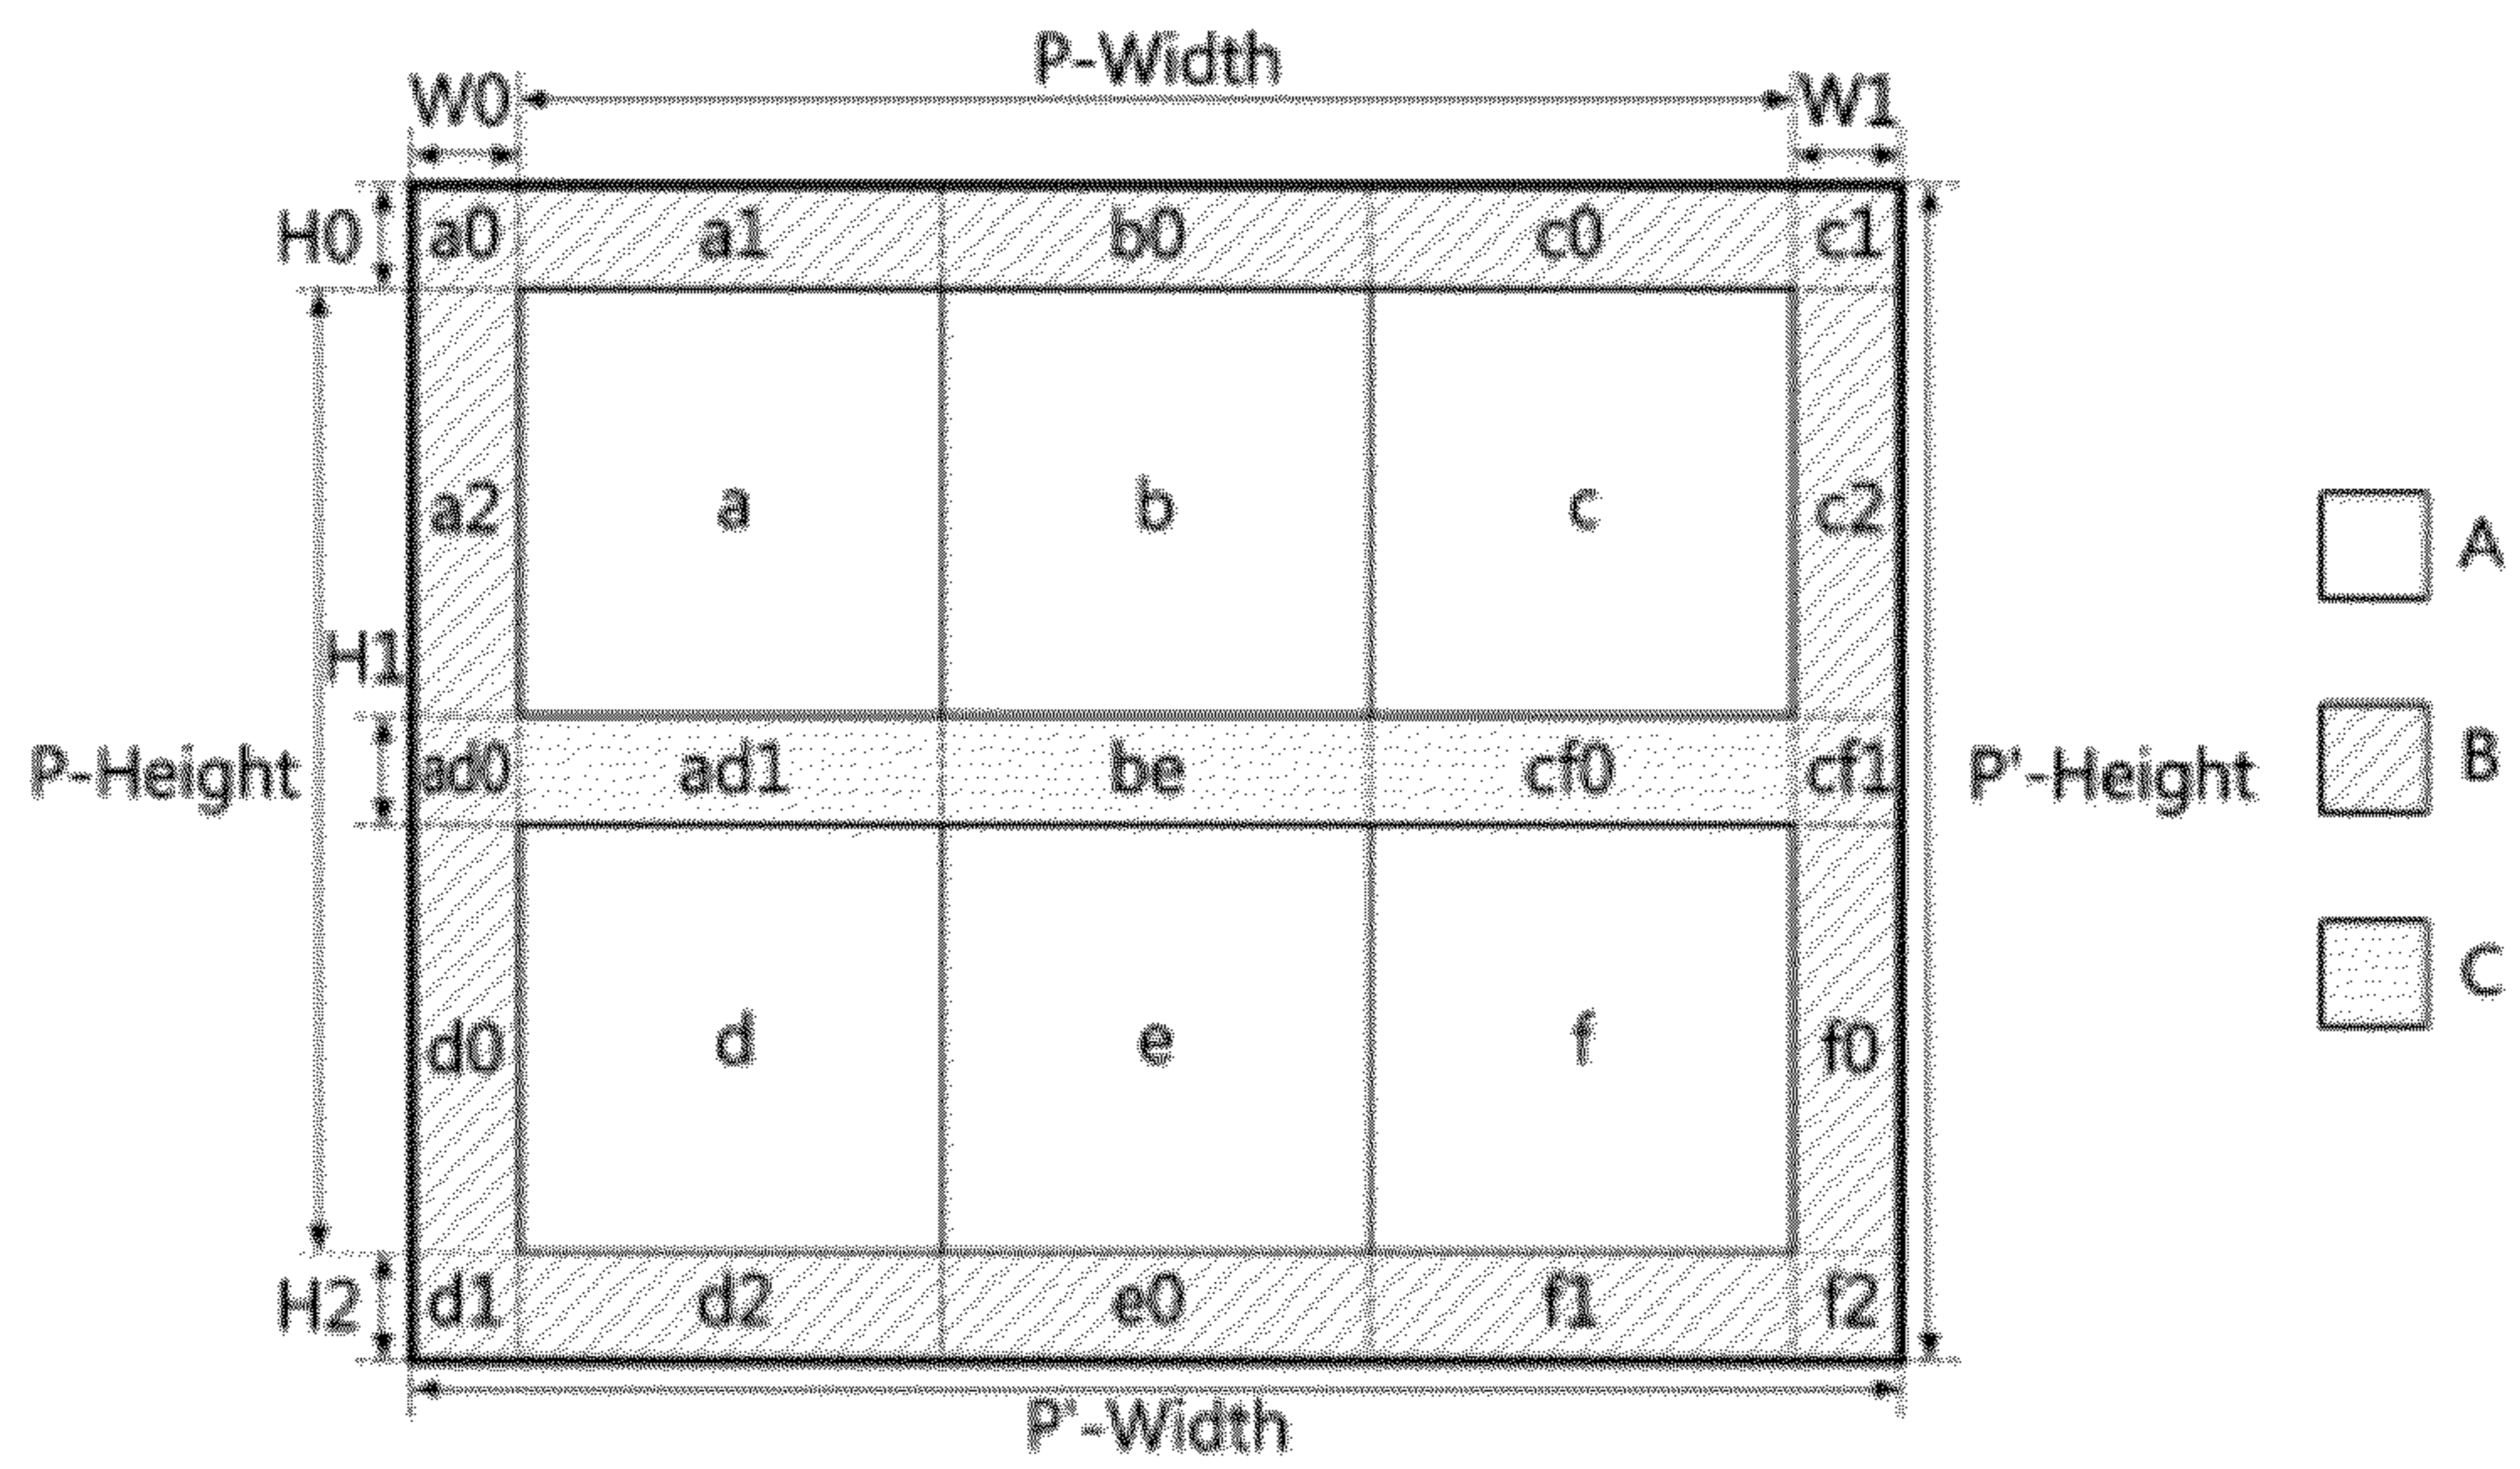 P-Width
W0
W1
H0
a0
a1
b0
c0
c1
a2
a
b
c
c2
A
H1
P-Height
ad0
ad1
be
cf0
cf1
P'-Height
B
C
d0
d
e
f
f0
H2
d1
d2
e0
f1
f2
P'-Width